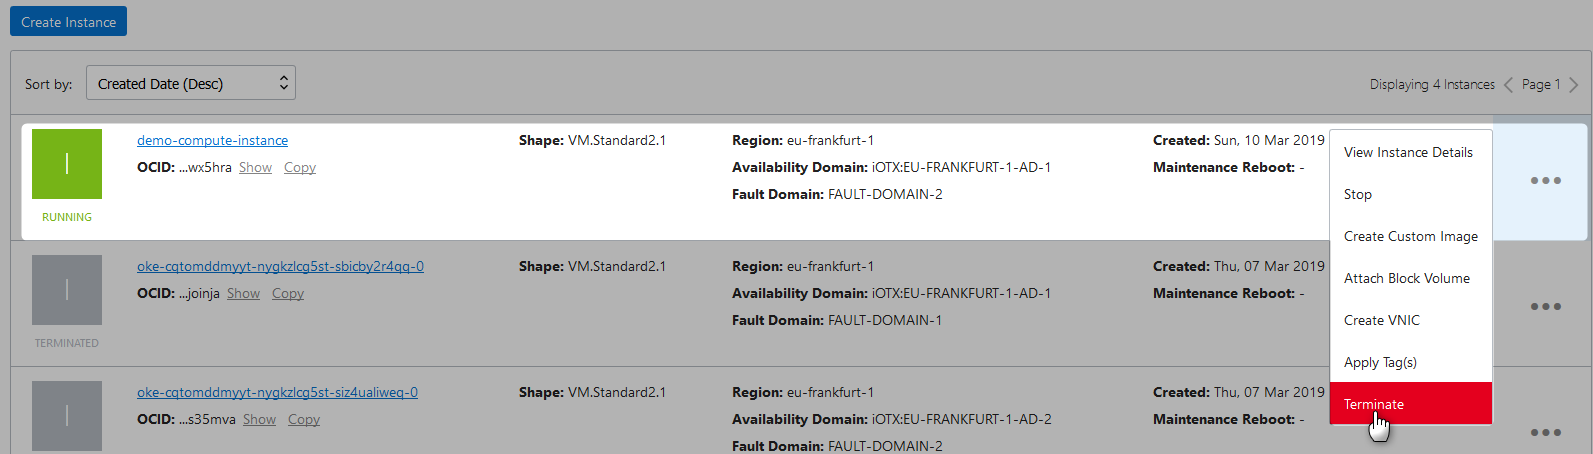 Create Instance
Sort by: Created Date (Desc) Displaying 4 Instances Page 1
demo-compute-instance Shape: VM.Standard2.1 Region: eu-frankfurt-1 Created: Sun, 10 Mar 2019
OCID: ...wx5hra Show Copy Availability Domain: iOTX:EU-FRANKFURT-1-AD-1 Maintenance Reboot: -
Fault Domain: FAULT-DOMAIN-2
RUNNING
View Instance Details
Stop
Create Custom Image
Attach Block Volume
Create VNIC
Apply Tag(s)
Terminate
oke-cqtomddmyyt-nygkzlcg5st-sbicby2r4qq-0 Shape: VM.Standard2.1 Region: eu-frankfurt-1 Created: Thu, 07 Mar 2019
OCID: ...joinja Show Copy Availability Domain: iOTX:EU-FRANKFURT-1-AD-1 Maintenance Reboot: -
Fault Domain: FAULT-DOMAIN-1
TERMINATED
oke-cqtomddmyyt-nygkzlcg5st-siz4ualiweq-0 Shape: VM.Standard2.1 Region: eu-frankfurt-1 Created: Thu, 07 Mar 2019
OCID: ...s35mva Show Copy Availability Domain: iOTX:EU-FRANKFURT-1-AD-2 Maintenance Reboot: -
Fault Domain: FAULT-DOMAIN-2